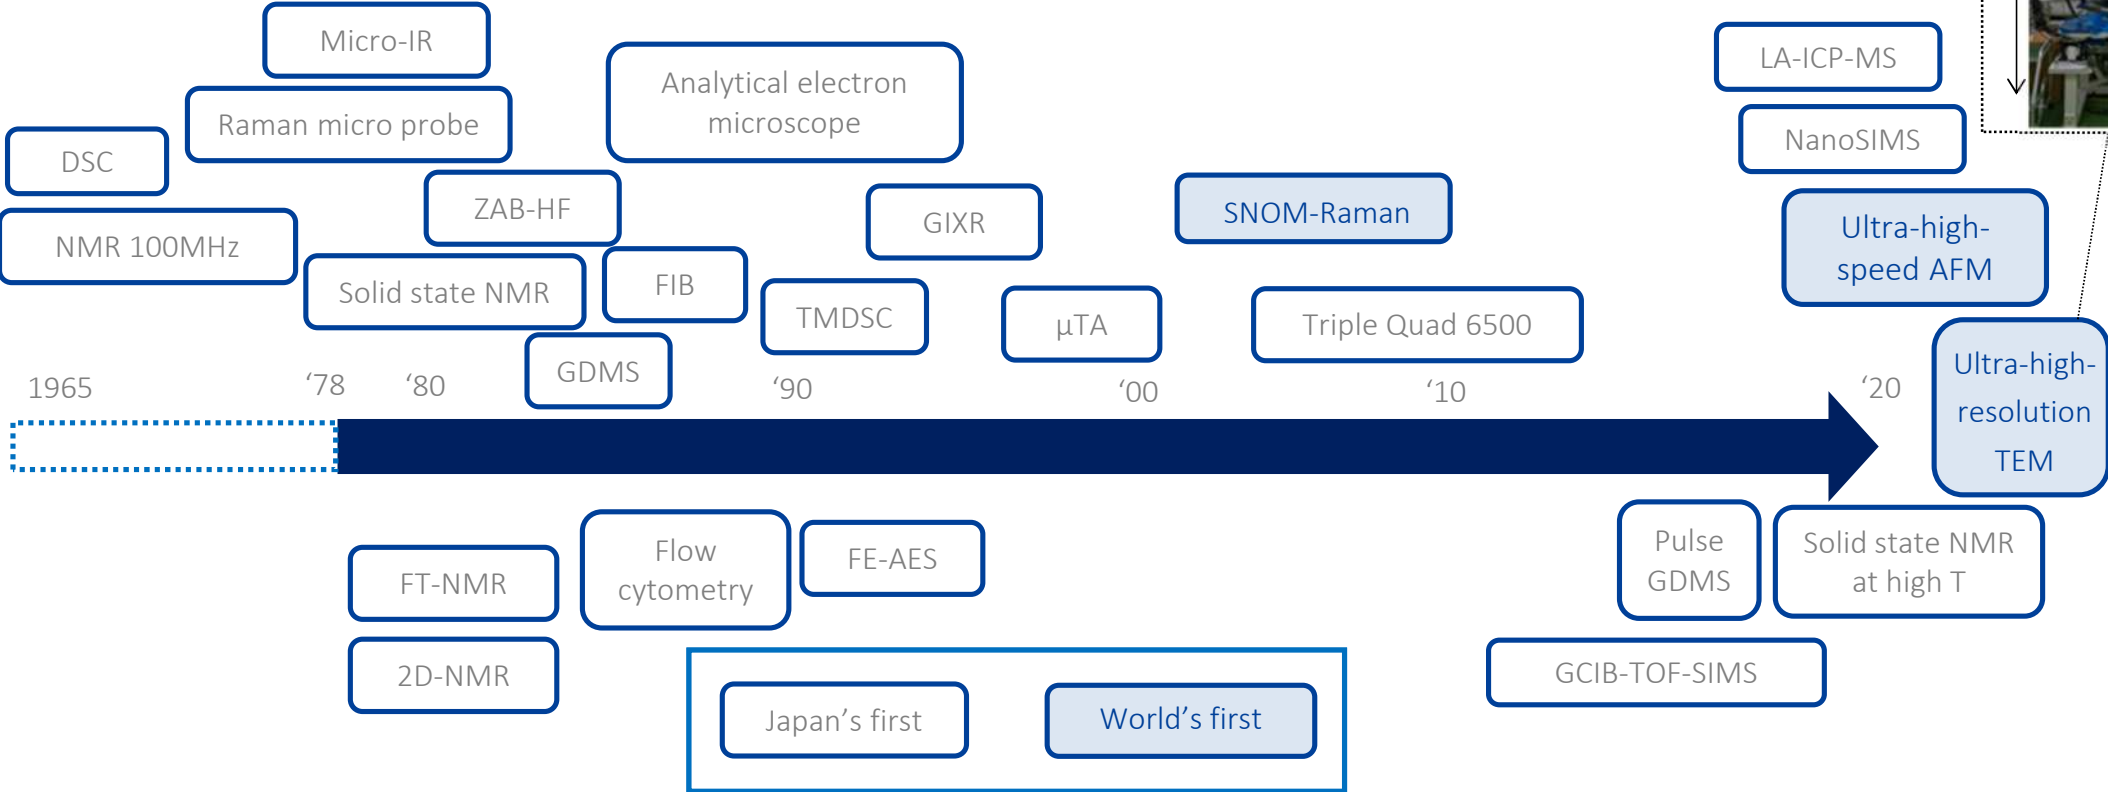 Micro-IR
LA-ICP-MS
Analytical electron
microscope
Raman micro probe
NanoSIMS
DSC
ZAB-HF
SNOM-Raman
GIXR
Ultra-high-
speed AFM
NMR 100MHz
Solid state NMR
FIB
TMDSC
μTA
Triple Quad 6500
Ultra-high-
resolution
TEM
GDMS
1965
‘78
‘80
‘90
‘00
‘10
‘20
Flow
cytometry
FE-AES
Pulse
GDMS
Solid state NMR
at high T
FT-NMR
2D-NMR
GCIB-TOF-SIMS
Japan’s first
World’s first